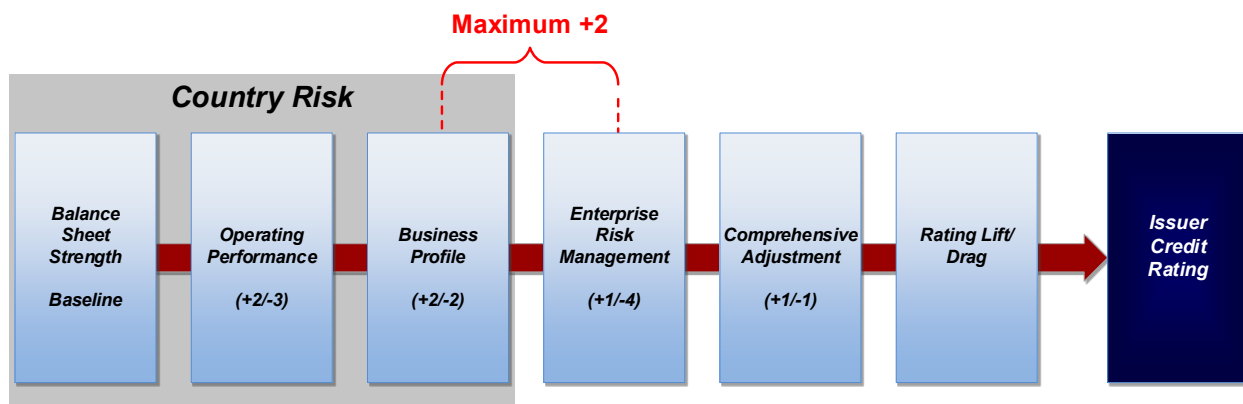 Maximum +2
Country Risk
Balance
Sheet
Strength
Baseline
Operating
Performance
(+2/-3)
Business
Profile
(+2/-2)
Enterprise
Risk
Management
(+1/-4)
Comprehensive
Adjustment
(+1/-1)
Rating Lift/
Drag
Issuer
Credit
Rating